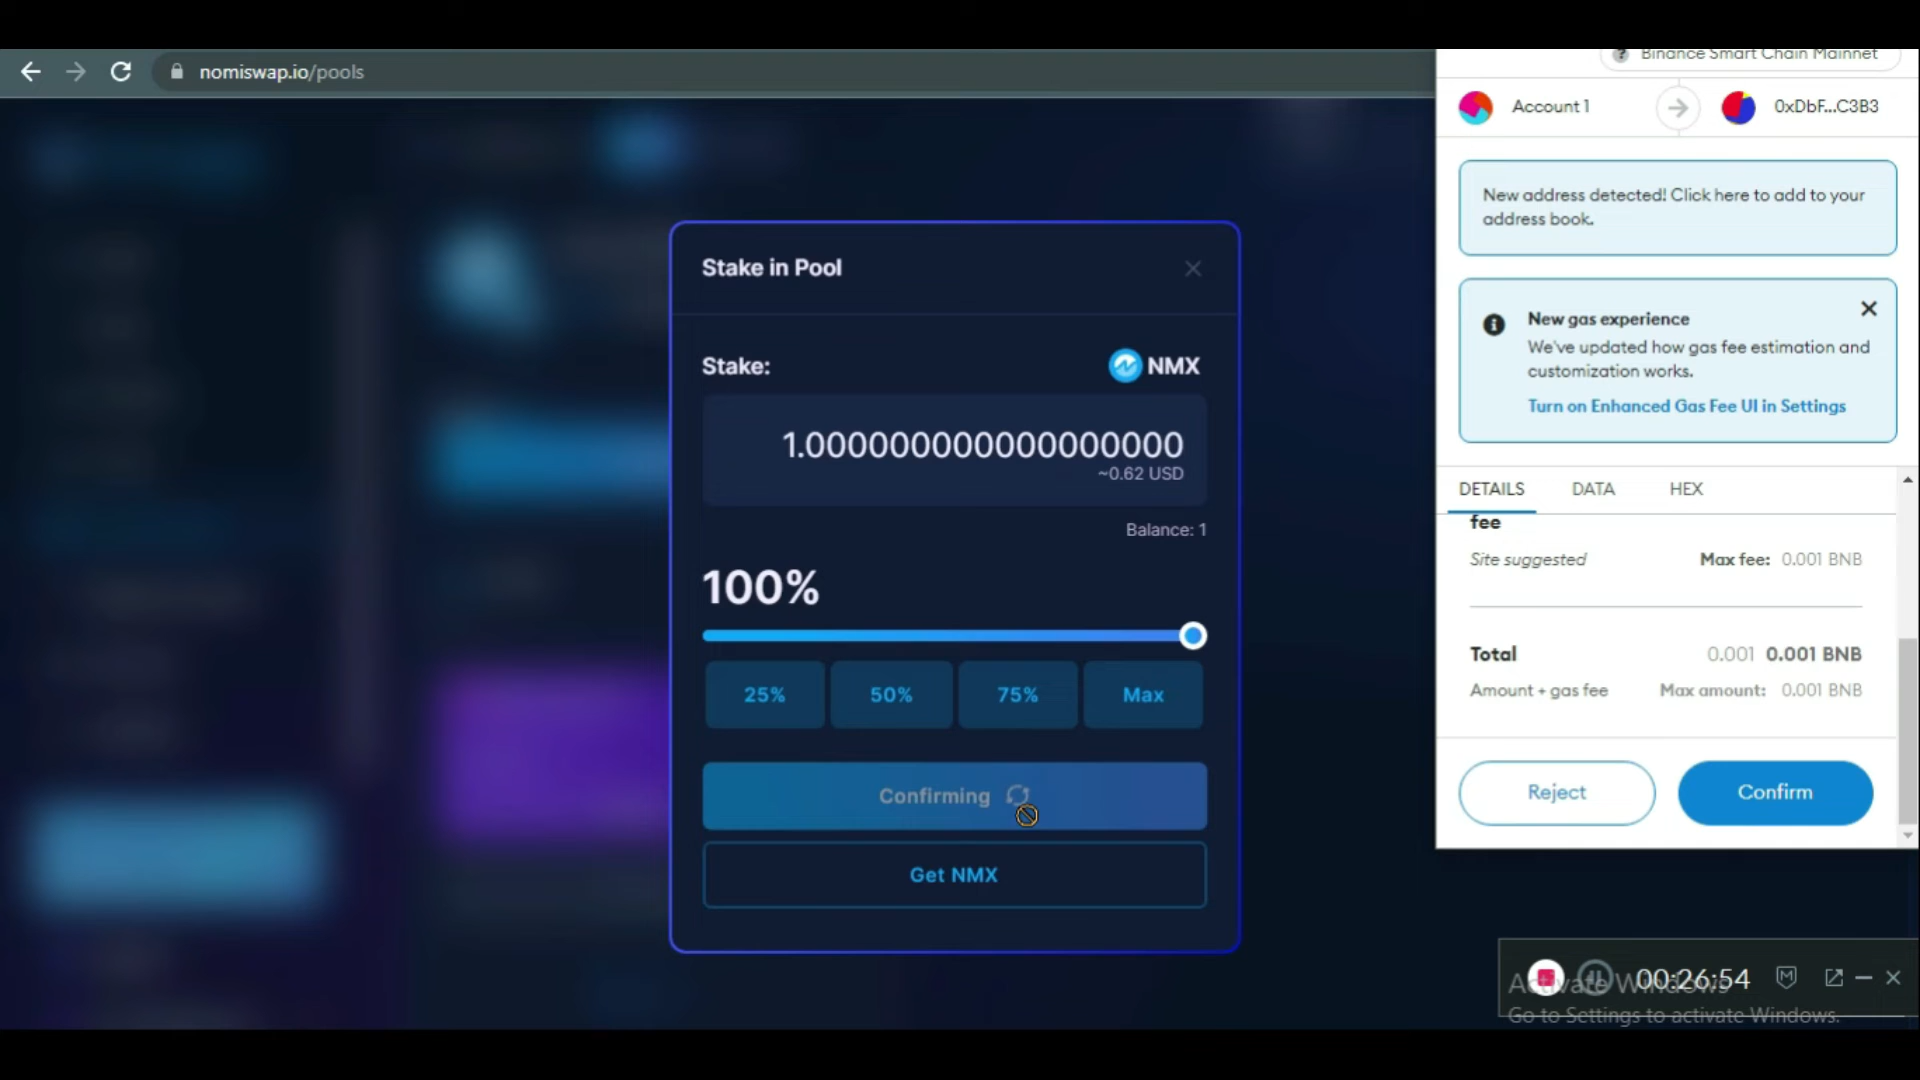 nomiswap.io/pools
Stake in Pool
Stake:
NMX
1.000000000000000000
~0.62 USD
Balance: 1
100%
25%
50%
75%
Max
Confirming
Get NMX
Binance Smart Chain Mainnet
Account 1
0xDbF...C3B3
New address detected! Click here to add to your
address book.
New gas experience
We've updated how gas fee estimation and
customization works.
Turn on Enhanced Gas Fee UI in Settings
DETAILS
DATA
HEX
fee
Site suggested
Max fee: 0.001 BNB
Total
0.001 0.001 BNB
Amount + gas fee
Max amount: 0.001 BNB
Reject
Confirm
00:26:54
Activate Windows
Go to Settings to activate Windows.